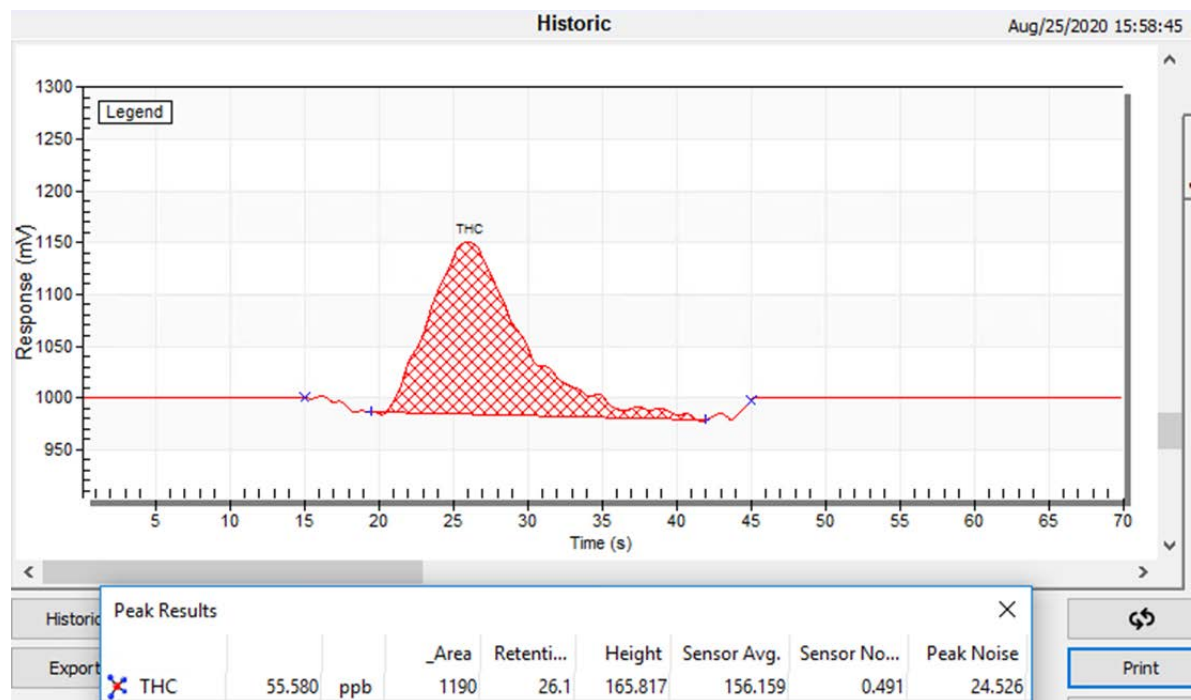 Historic
Aug/25/2020 15:58:45
1300
Legend
1250
1200
THC
1150
1100
1050
1000
950
Response (mV)
5 10 15 20 25 30 35 40 45 50 55 60 65 70
Time (s)
Peak Results
_Area Retenti... Height Sensor Avg. Sensor No... Peak Noise
THC 55.580 ppb 1190 26.1 165.817 156.159 0.491 24.526
Historic
Export
Print